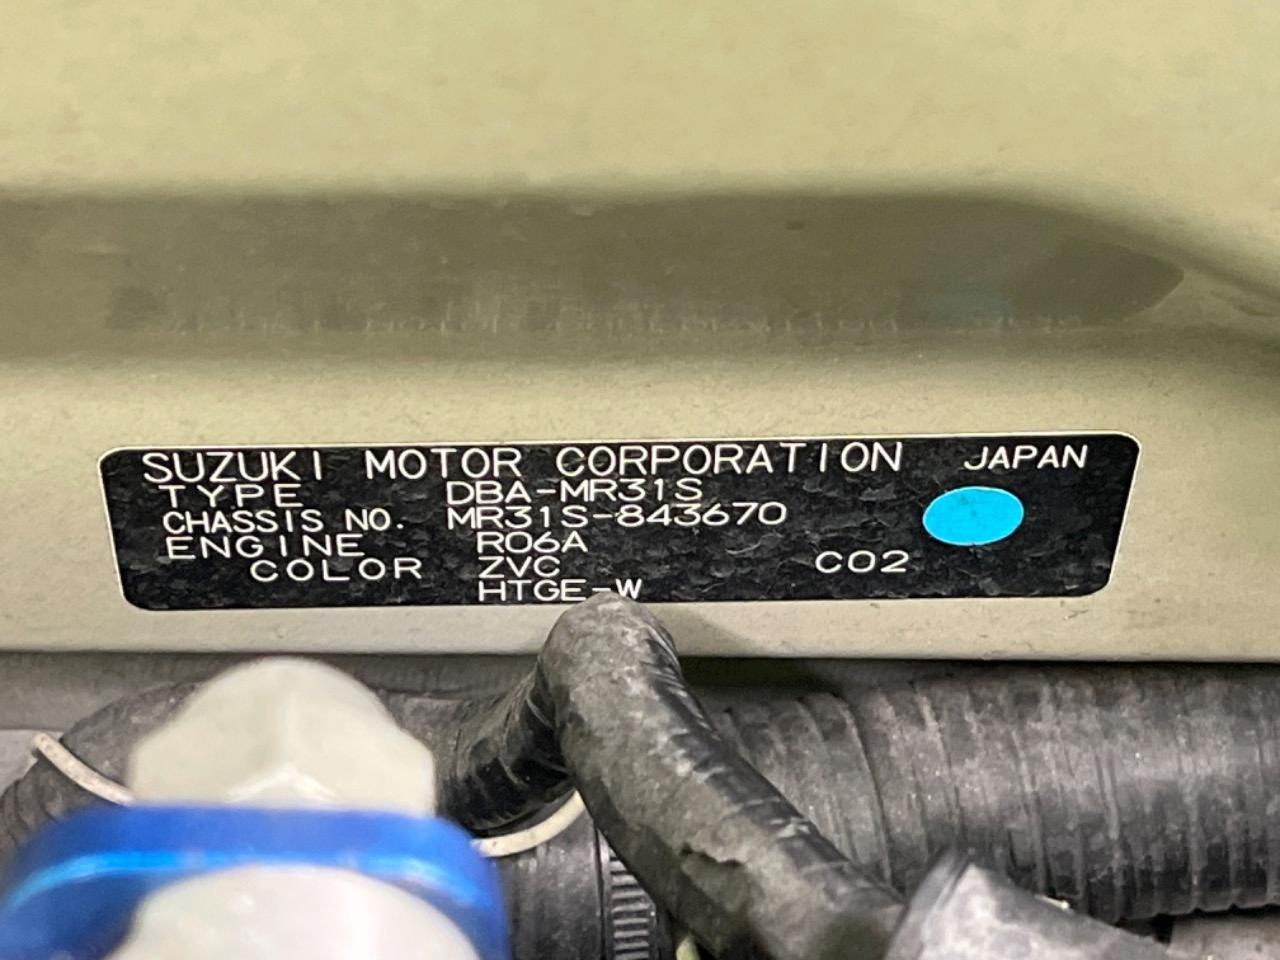 SUZUKI MOTOR CORPORATION JAPAN
TYPE DBA-MR31S
CHASSIS NO. MR31S-843670
ENGINE R06A
COLOR ZVC C02
HTGE-W